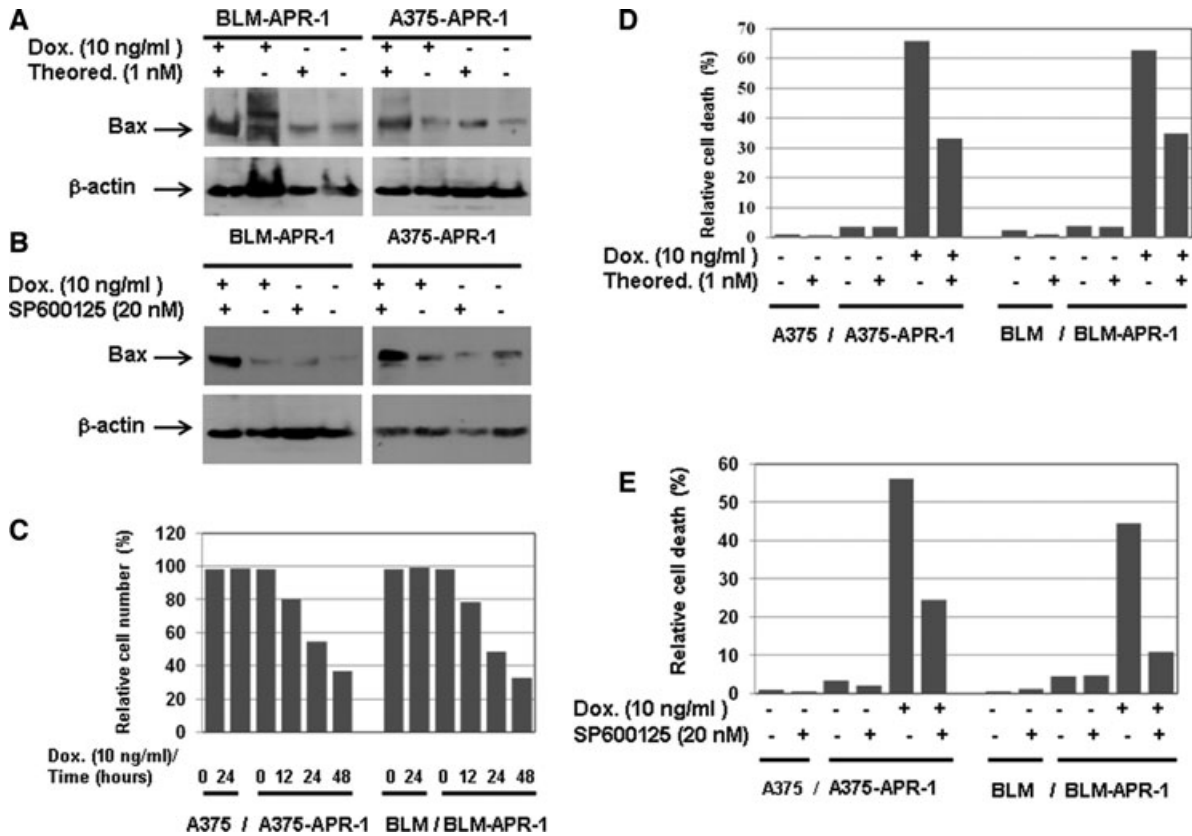 A
BLM-APR-1 A375-APR-1
Dox. (10 ng/ml ) + + - - + + - -
Theored. (1 nM) + - + - + - + -
Bax
β-actin
B
BLM-APR-1 A375-APR-1
Dox. (10 ng/ml ) + + - - + + - -
SP600125 (20 nM) + - + - + - + -
Bax
β-actin
C
Relative cell number (%)
120
100
80
60
40
20
0
Dox. (10 ng/ml)/
Time (hours) 0 24 0 12 24 48 0 24 0 12 24 48
A375 / A375-APR-1 BLM / BLM-APR-1
D
Relative cell death (%)
70
60
50
40
30
20
10
0
Dox. (10 ng/ml ) - - - - + + - - - - + +
Theored. (1 nM) - + - + - + - + - + - +
A375 / A375-APR-1 BLM / BLM-APR-1
E
Relative cell death (%)
60
50
40
30
20
10
0
Dox. (10 ng/ml ) - - - - + + - - - - + +
SP600125 (20 nM) - + - + - + - + - + - +
A375 / A375-APR-1 BLM / BLM-APR-1